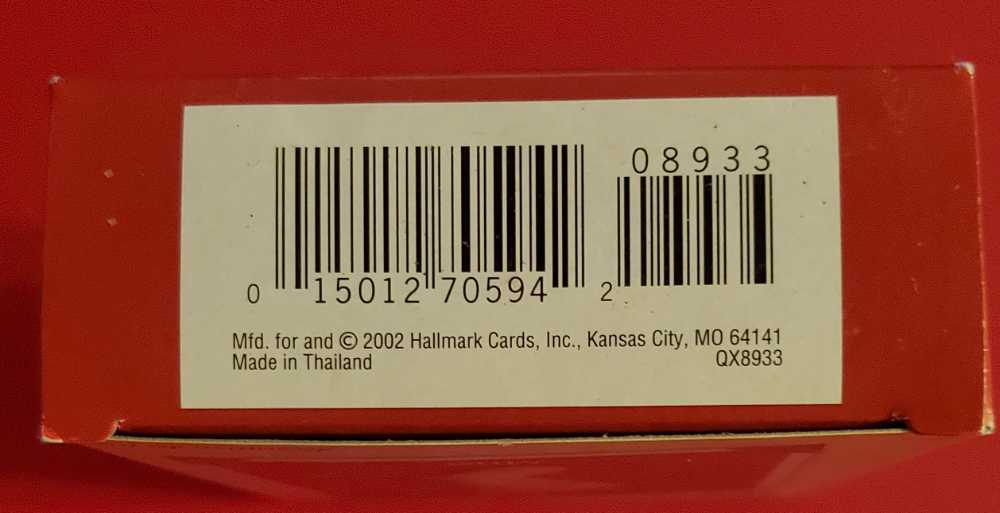 08933
0 15012 70594 2
Mfd. for and © 2002 Hallmark Cards, Inc., Kansas City, MO 64141
Made in Thailand QX8933